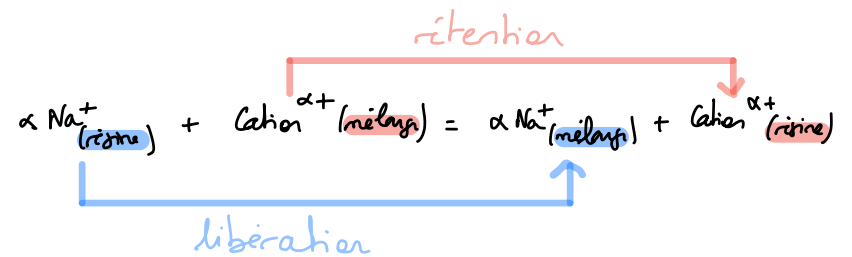 rétention
α Na⁺(résine) + Cation^α+ (mélange) = α Na⁺(mélange) + Cation^α+ (résine)
libération